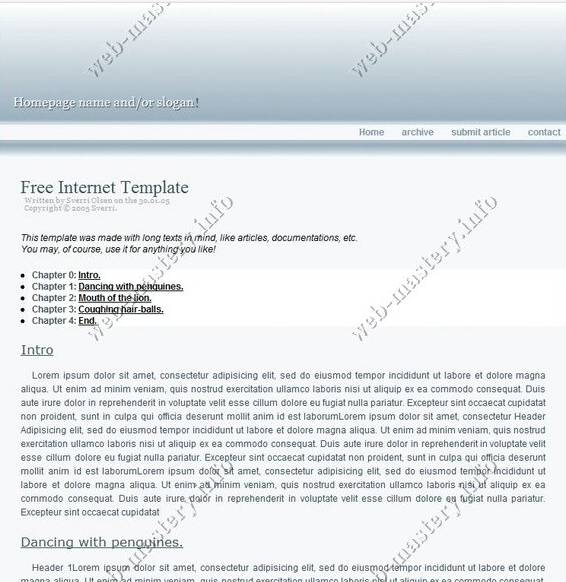 Homepage name and/or slogan!
Home archive submit article contact
Free Internet Template
Written by Sverri Olsen on the 30.01.05
Copyright © 2005 Sverri.
This template was made with long texts in mind, like articles, documentations, etc.
You may, of course, use it for anything you like!
Chapter 0: Intro.
Chapter 1: Dancing with penguines.
Chapter 2: Mouth of the lion.
Chapter 3: Coughing hair-balls.
Chapter 4: End.
Intro
Lorem ipsum dolor sit amet, consectetur adipisicing elit, sed do eiusmod tempor incididunt ut labore et dolore magna
aliqua. Ut enim ad minim veniam, quis nostrud exercitation ullamco laboris nisi ut aliquip ex ea commodo consequat. Duis
aute irure dolor in reprehenderit in voluptate velit esse cillum dolore eu fugiat nulla pariatur. Excepteur sint occaecat cupidatat
non proident, sunt in culpa qui officia deserunt mollit anim id est laborumLorem ipsum dolor sit amet, consectetur Header
Adipisicing elit, sed do eiusmod tempor incididunt ut labore et dolore magna aliqua. Ut enim ad minim veniam, quis nostrud
exercitation ullamco laboris nisi ut aliquip ex ea commodo consequat. Duis aute irure dolor in reprehenderit in voluptate velit
esse cillum dolore eu fugiat nulla pariatur. Excepteur sint occaecat cupidatat non proident, sunt in culpa qui officia deserunt
mollit anim id est laborumLorem ipsum dolor sit amet, consectetur adipisicing elit, sed do eiusmod tempor incididunt ut
labore et dolore magna aliqua. Ut enim ad minim veniam, quis nostrud exercitation ullamco laboris nisi ut aliquip ex ea
commodo consequat. Duis aute irure dolor in reprehenderit in voluptate velit esse cillum dolore eu fugiat nulla pariatur.
Excepteur sint occaecat cupidatat
Dancing with penguines.
Header 1Lorem ipsum dolor sit amet, consectetur adipisicing elit, sed do eiusmod tempor incididunt ut labore et dolore
magna aliqua. Ut enim ad minim veniam, quis nostrud exercitation ullamco laboris nisi ut aliquip ex ea commodo consequat.
web-mastery.info
web-mastery.info